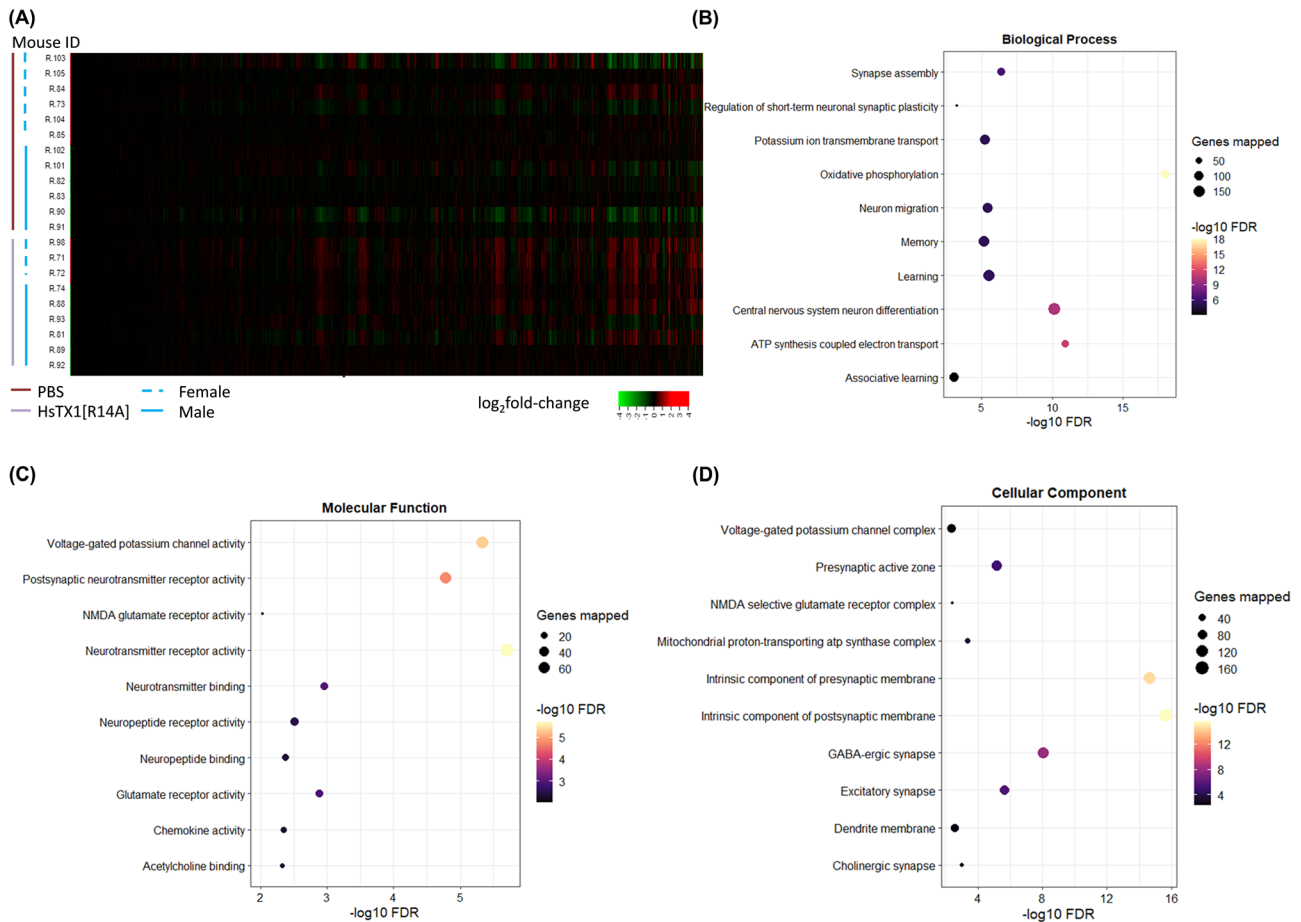 (A)
Mouse ID
R.103
R.105
R.84
R.73
R.104
R.85
R.102
R.101
R.82
R.83
R.90
R.91
R.98
R.71
R.72
R.74
R.88
R.93
R.81
R.89
R.92
PBS
Female
HsTX1[R14A]
Male
log2fold-change
-4 -3 -2 -1 0 1 2 3 4
(B)
Biological Process
Synapse assembly
Regulation of short-term neuronal synaptic plasticity
Potassium ion transmembrane transport
Oxidative phosphorylation
Neuron migration
Memory
Learning
Central nervous system neuron differentiation
ATP synthesis coupled electron transport
Associative learning
5 10 15
-log10 FDR
Genes mapped
50
100
150
-log10 FDR
18
15
12
9
6
(C)
Molecular Function
Voltage-gated potassium channel activity
Postsynaptic neurotransmitter receptor activity
NMDA glutamate receptor activity
Neurotransmitter receptor activity
Neurotransmitter binding
Neuropeptide receptor activity
Neuropeptide binding
Glutamate receptor activity
Chemokine activity
Acetylcholine binding
2 3 4 5
-log10 FDR
Genes mapped
20
40
60
-log10 FDR
5
4
3
(D)
Cellular Component
Voltage-gated potassium channel complex
Presynaptic active zone
NMDA selective glutamate receptor complex
Mitochondrial proton-transporting atp synthase complex
Intrinsic component of presynaptic membrane
Intrinsic component of postsynaptic membrane
GABA-ergic synapse
Excitatory synapse
Dendrite membrane
Cholinergic synapse
4 8 12 16
-log10 FDR
Genes mapped
40
80
120
160
-log10 FDR
12
8
4